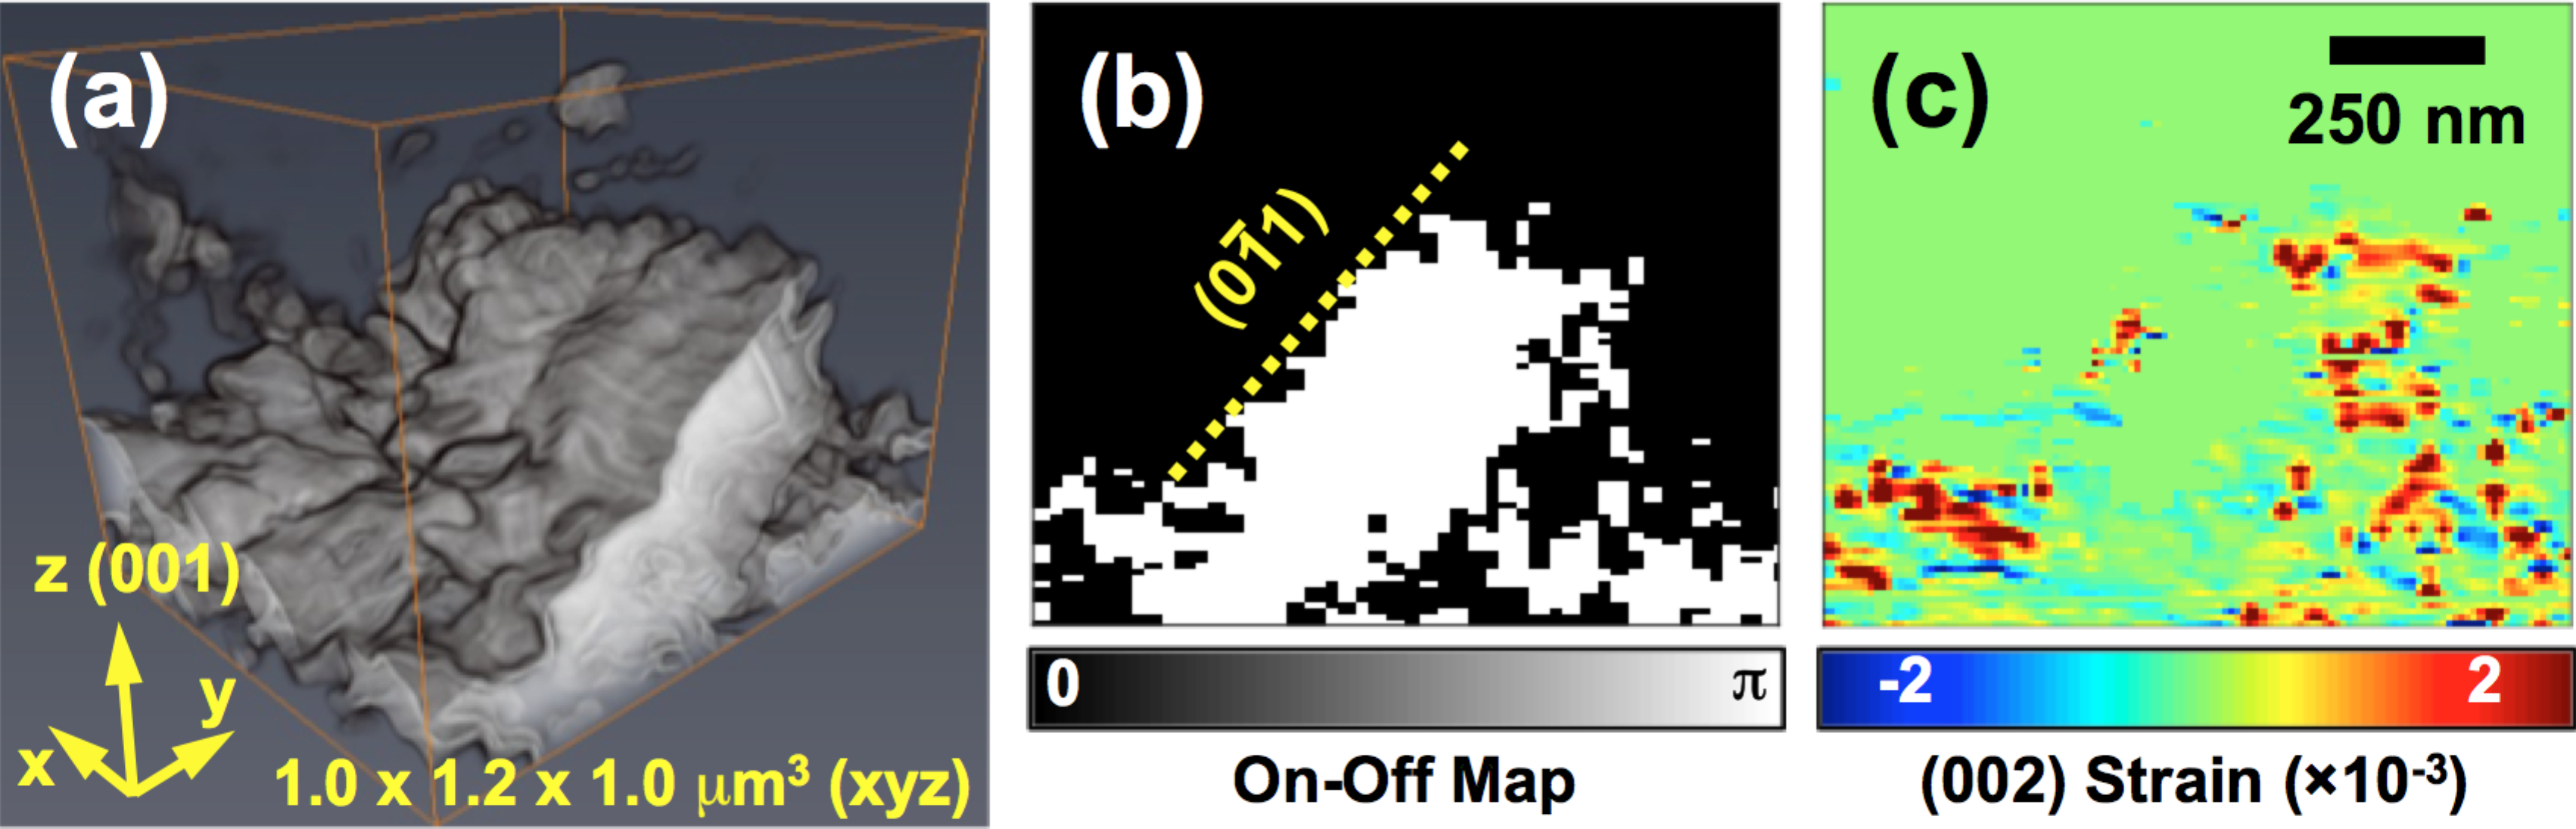 (a)
z (001)
y
x
1.0 x 1.2 x 1.0 μm³ (xyz)
(b)
(01̄1)
0 π
On-Off Map
(c)
250 nm
-2 2
(002) Strain (×10⁻³)